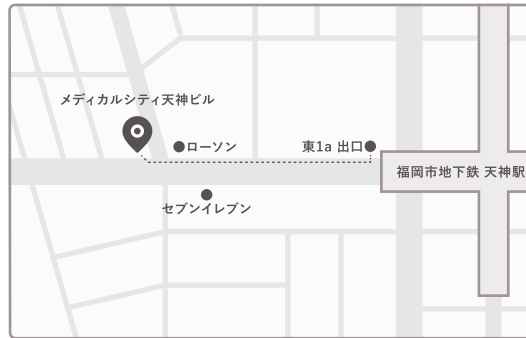 メディカルシティ天神ビル
ローソン
東1a 出口
福岡市地下鉄 天神駅
セブンイレブン